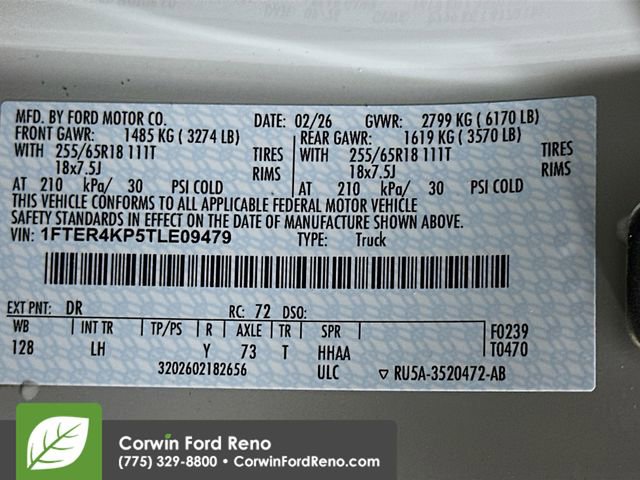 MFD. BY FORD MOTOR CO. DATE: 02/26 GVWR: 2799 KG ( 6170 LB)
FRONT GAWR: 1485 KG ( 3274 LB) REAR GAWR: 1619 KG ( 3570 LB)
WITH 255/65R18 111T TIRES WITH 255/65R18 111T TIRES
18x7.5J RIMS 18x7.5J RIMS
AT 210 kPa/ 30 PSI COLD AT 210 kPa/ 30 PSI COLD
THIS VEHICLE CONFORMS TO ALL APPLICABLE FEDERAL MOTOR VEHICLE
SAFETY STANDARDS IN EFFECT ON THE DATE OF MANUFACTURE SHOWN ABOVE.
VIN: 1FTER4KP5TLE09479 TYPE: Truck
EXT PNT: DR RC: 72 DSO:
WB INT TR TP/PS R AXLE TR SPR F0239
128 LH Y 73 T HHAA T0470
3202602182656 ULC ▽ RU5A-3520472-AB
Corwin Ford Reno
(775) 329-8800 • CorwinFordReno.com